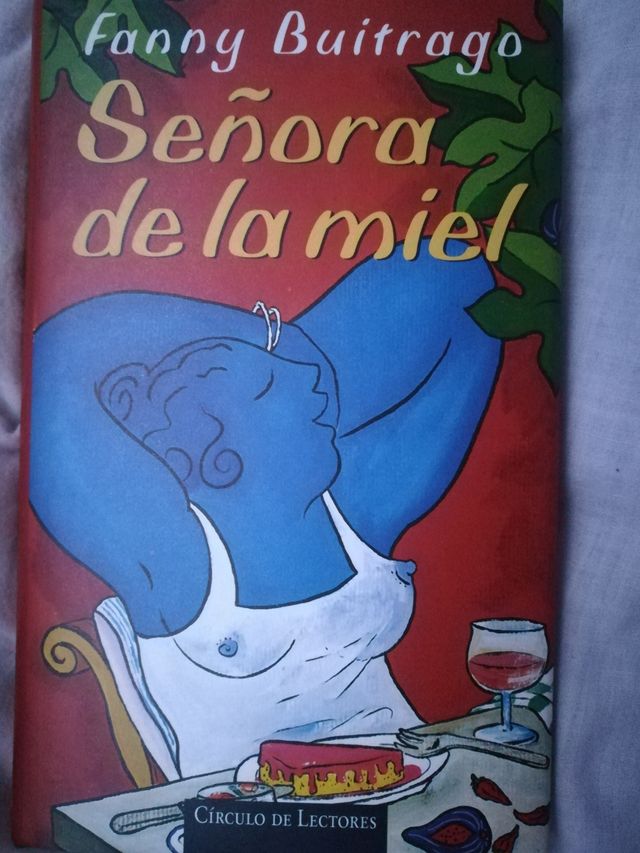 Fanny Buitrago
Señora
de la miel
CÍRCULO DE LECTORES